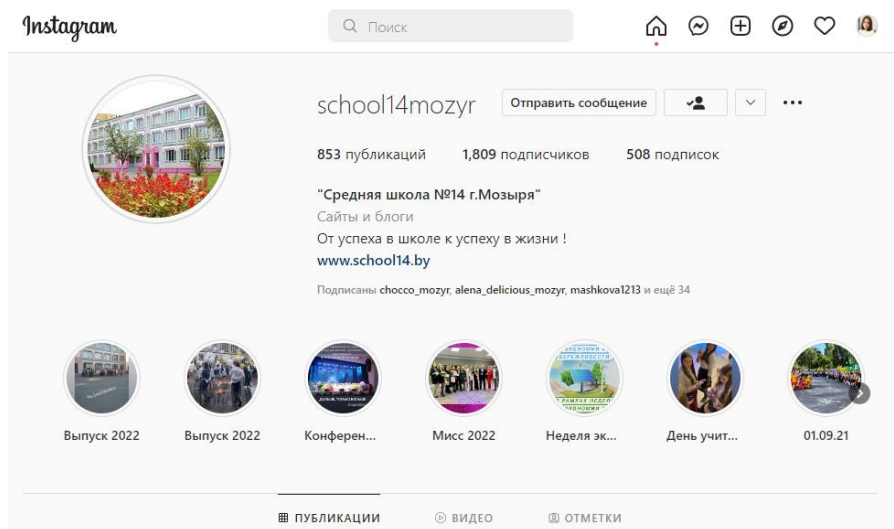 Instagram
Поиск
school14mozyr
Отправить сообщение
853 публикаций 1,809 подписчиков 508 подписок
"Средняя школа №14 г.Мозыря"
Сайты и блоги
От успеха в школе к успеху в жизни !
www.school14.by
Подписаны chocco_mozyr, alena_delicious_mozyr, mashkova1213 и ещё 34
Выпуск 2022 Выпуск 2022 Конферен... Мисс 2022 Неделя эк... День учит... 01.09.21
ПУБЛИКАЦИИ ВИДЕО ОТМЕТКИ